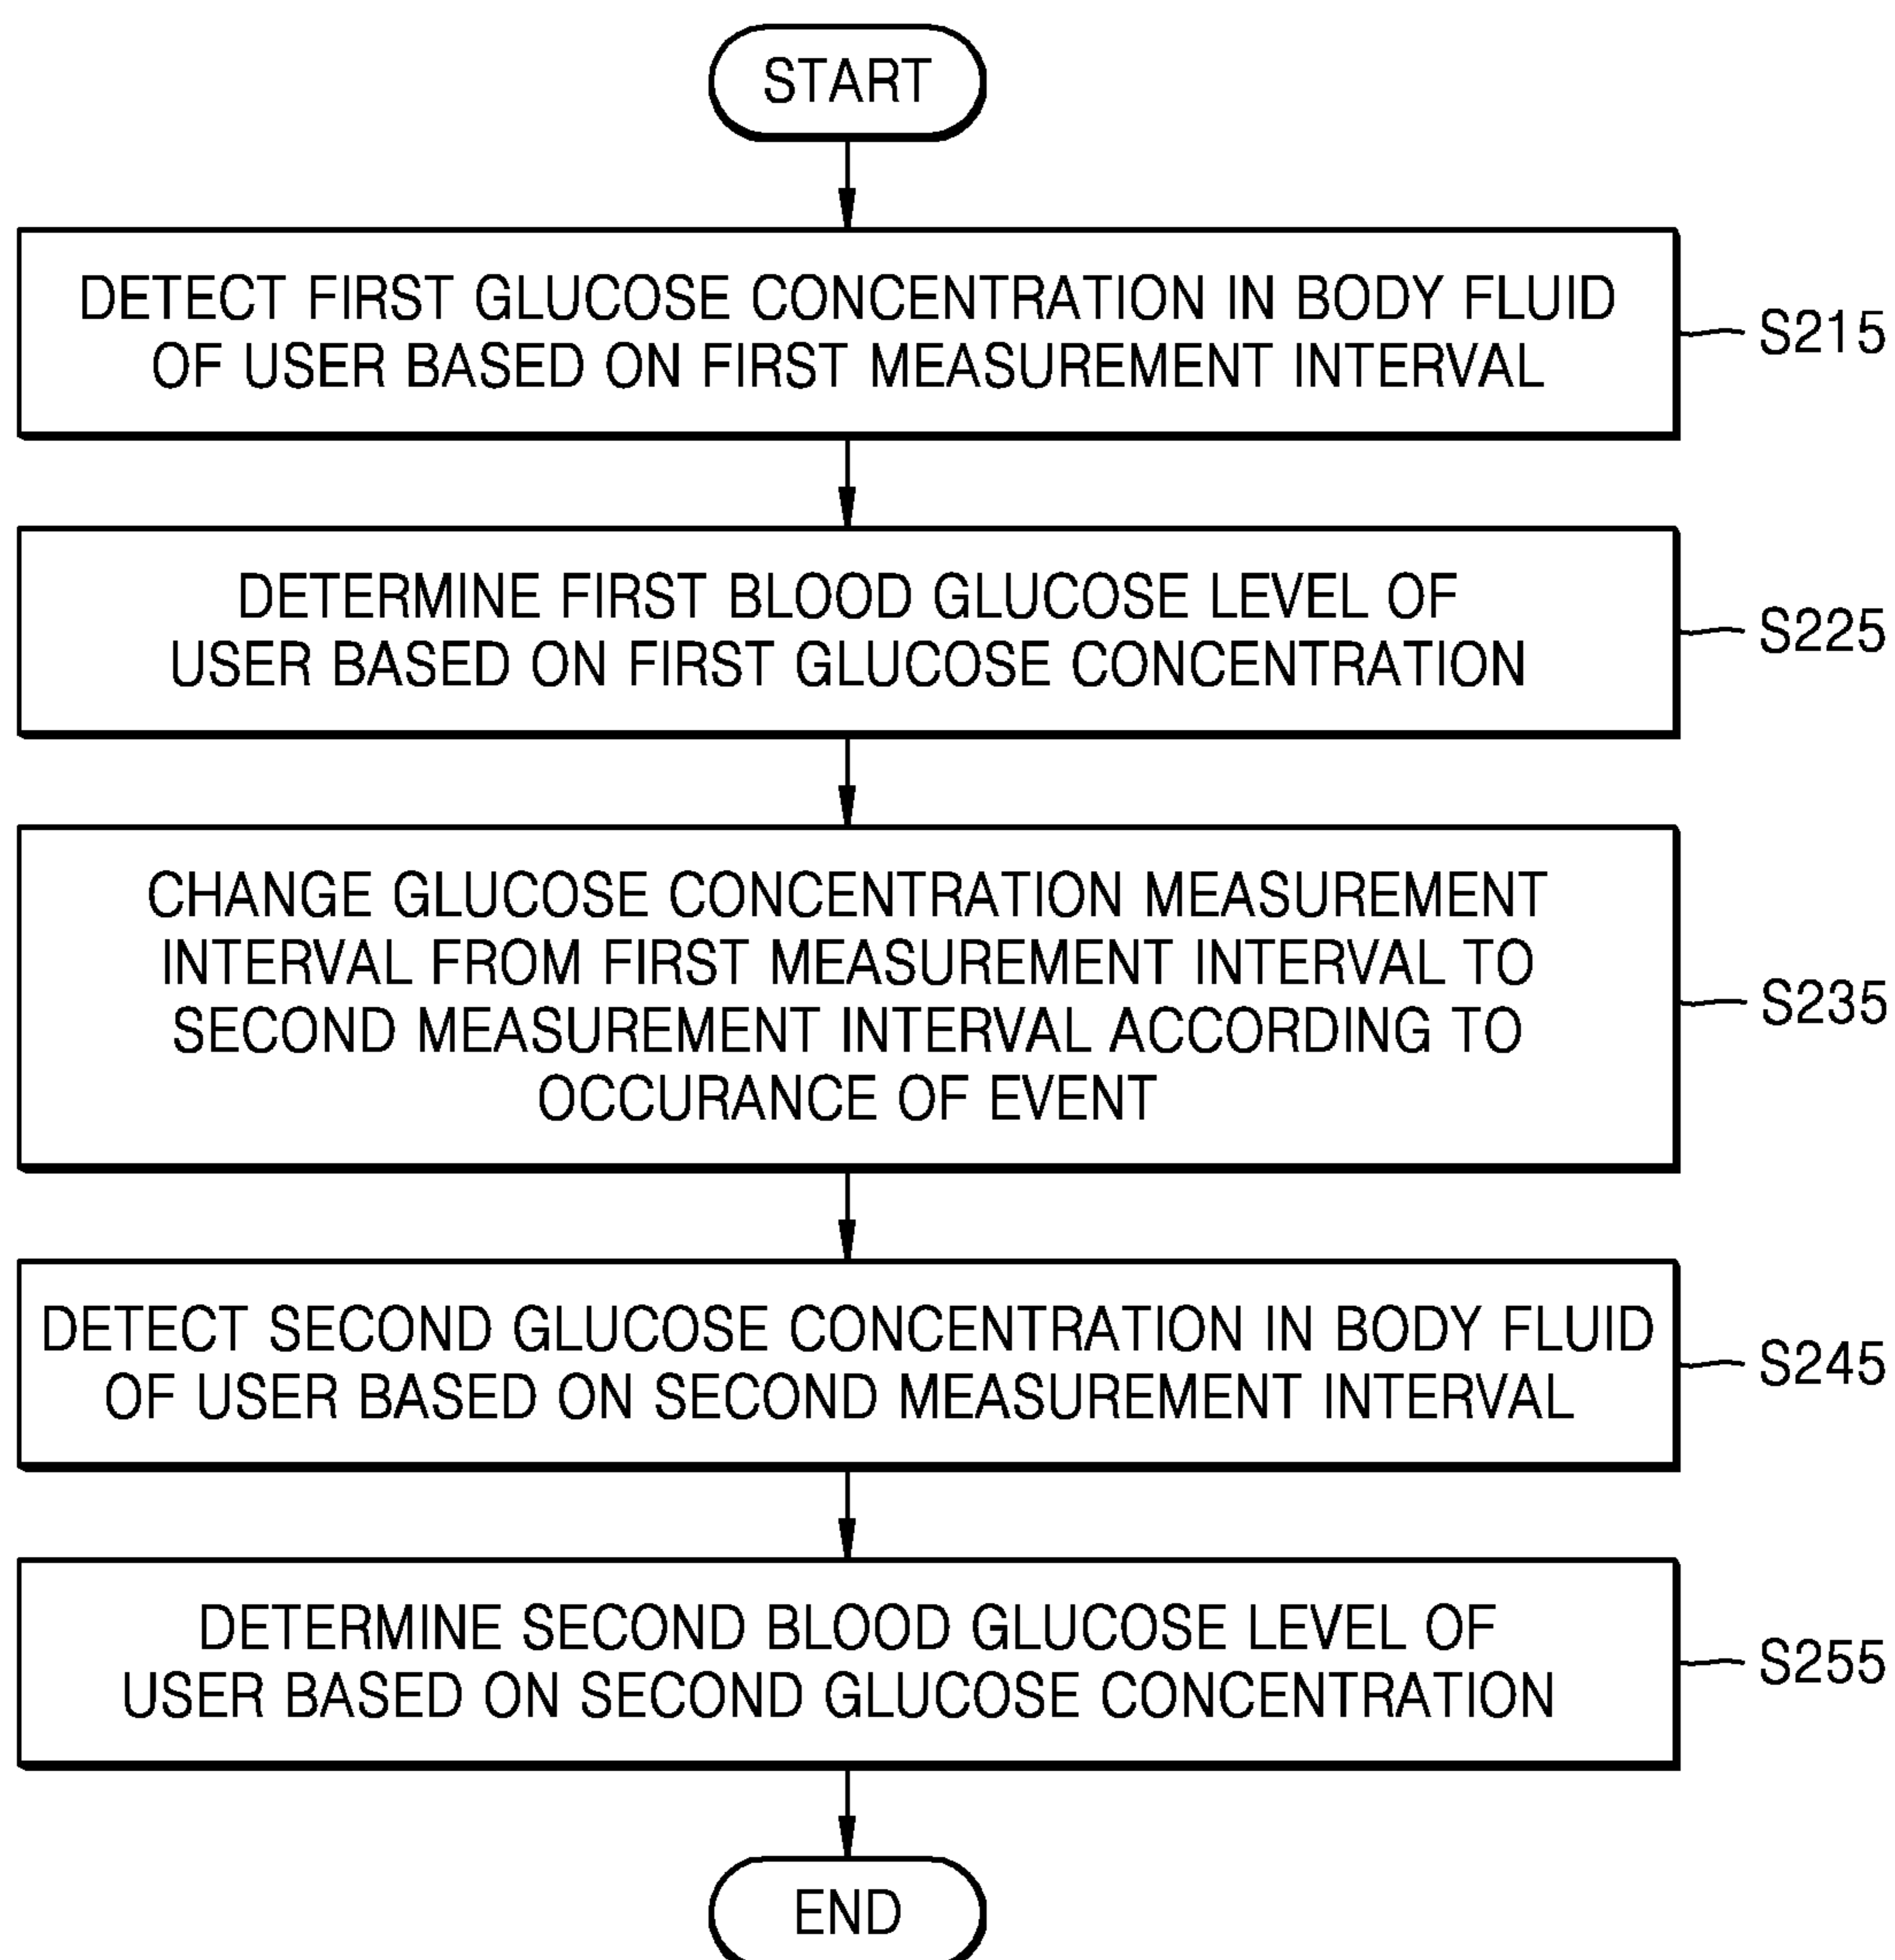 START
DETECT FIRST GLUCOSE CONCENTRATION IN BODY FLUID
OF USER BASED ON FIRST MEASUREMENT INTERVAL
S215
DETERMINE FIRST BLOOD GLUCOSE LEVEL OF
USER BASED ON FIRST GLUCOSE CONCENTRATION
S225
CHANGE GLUCOSE CONCENTRATION MEASUREMENT
INTERVAL FROM FIRST MEASUREMENT INTERVAL TO
SECOND MEASUREMENT INTERVAL ACCORDING TO
OCCURANCE OF EVENT
S235
DETECT SECOND GLUCOSE CONCENTRATION IN BODY FLUID
OF USER BASED ON SECOND MEASUREMENT INTERVAL
S245
DETERMINE SECOND BLOOD GLUCOSE LEVEL OF
USER BASED ON SECOND GLUCOSE CONCENTRATION
S255
END